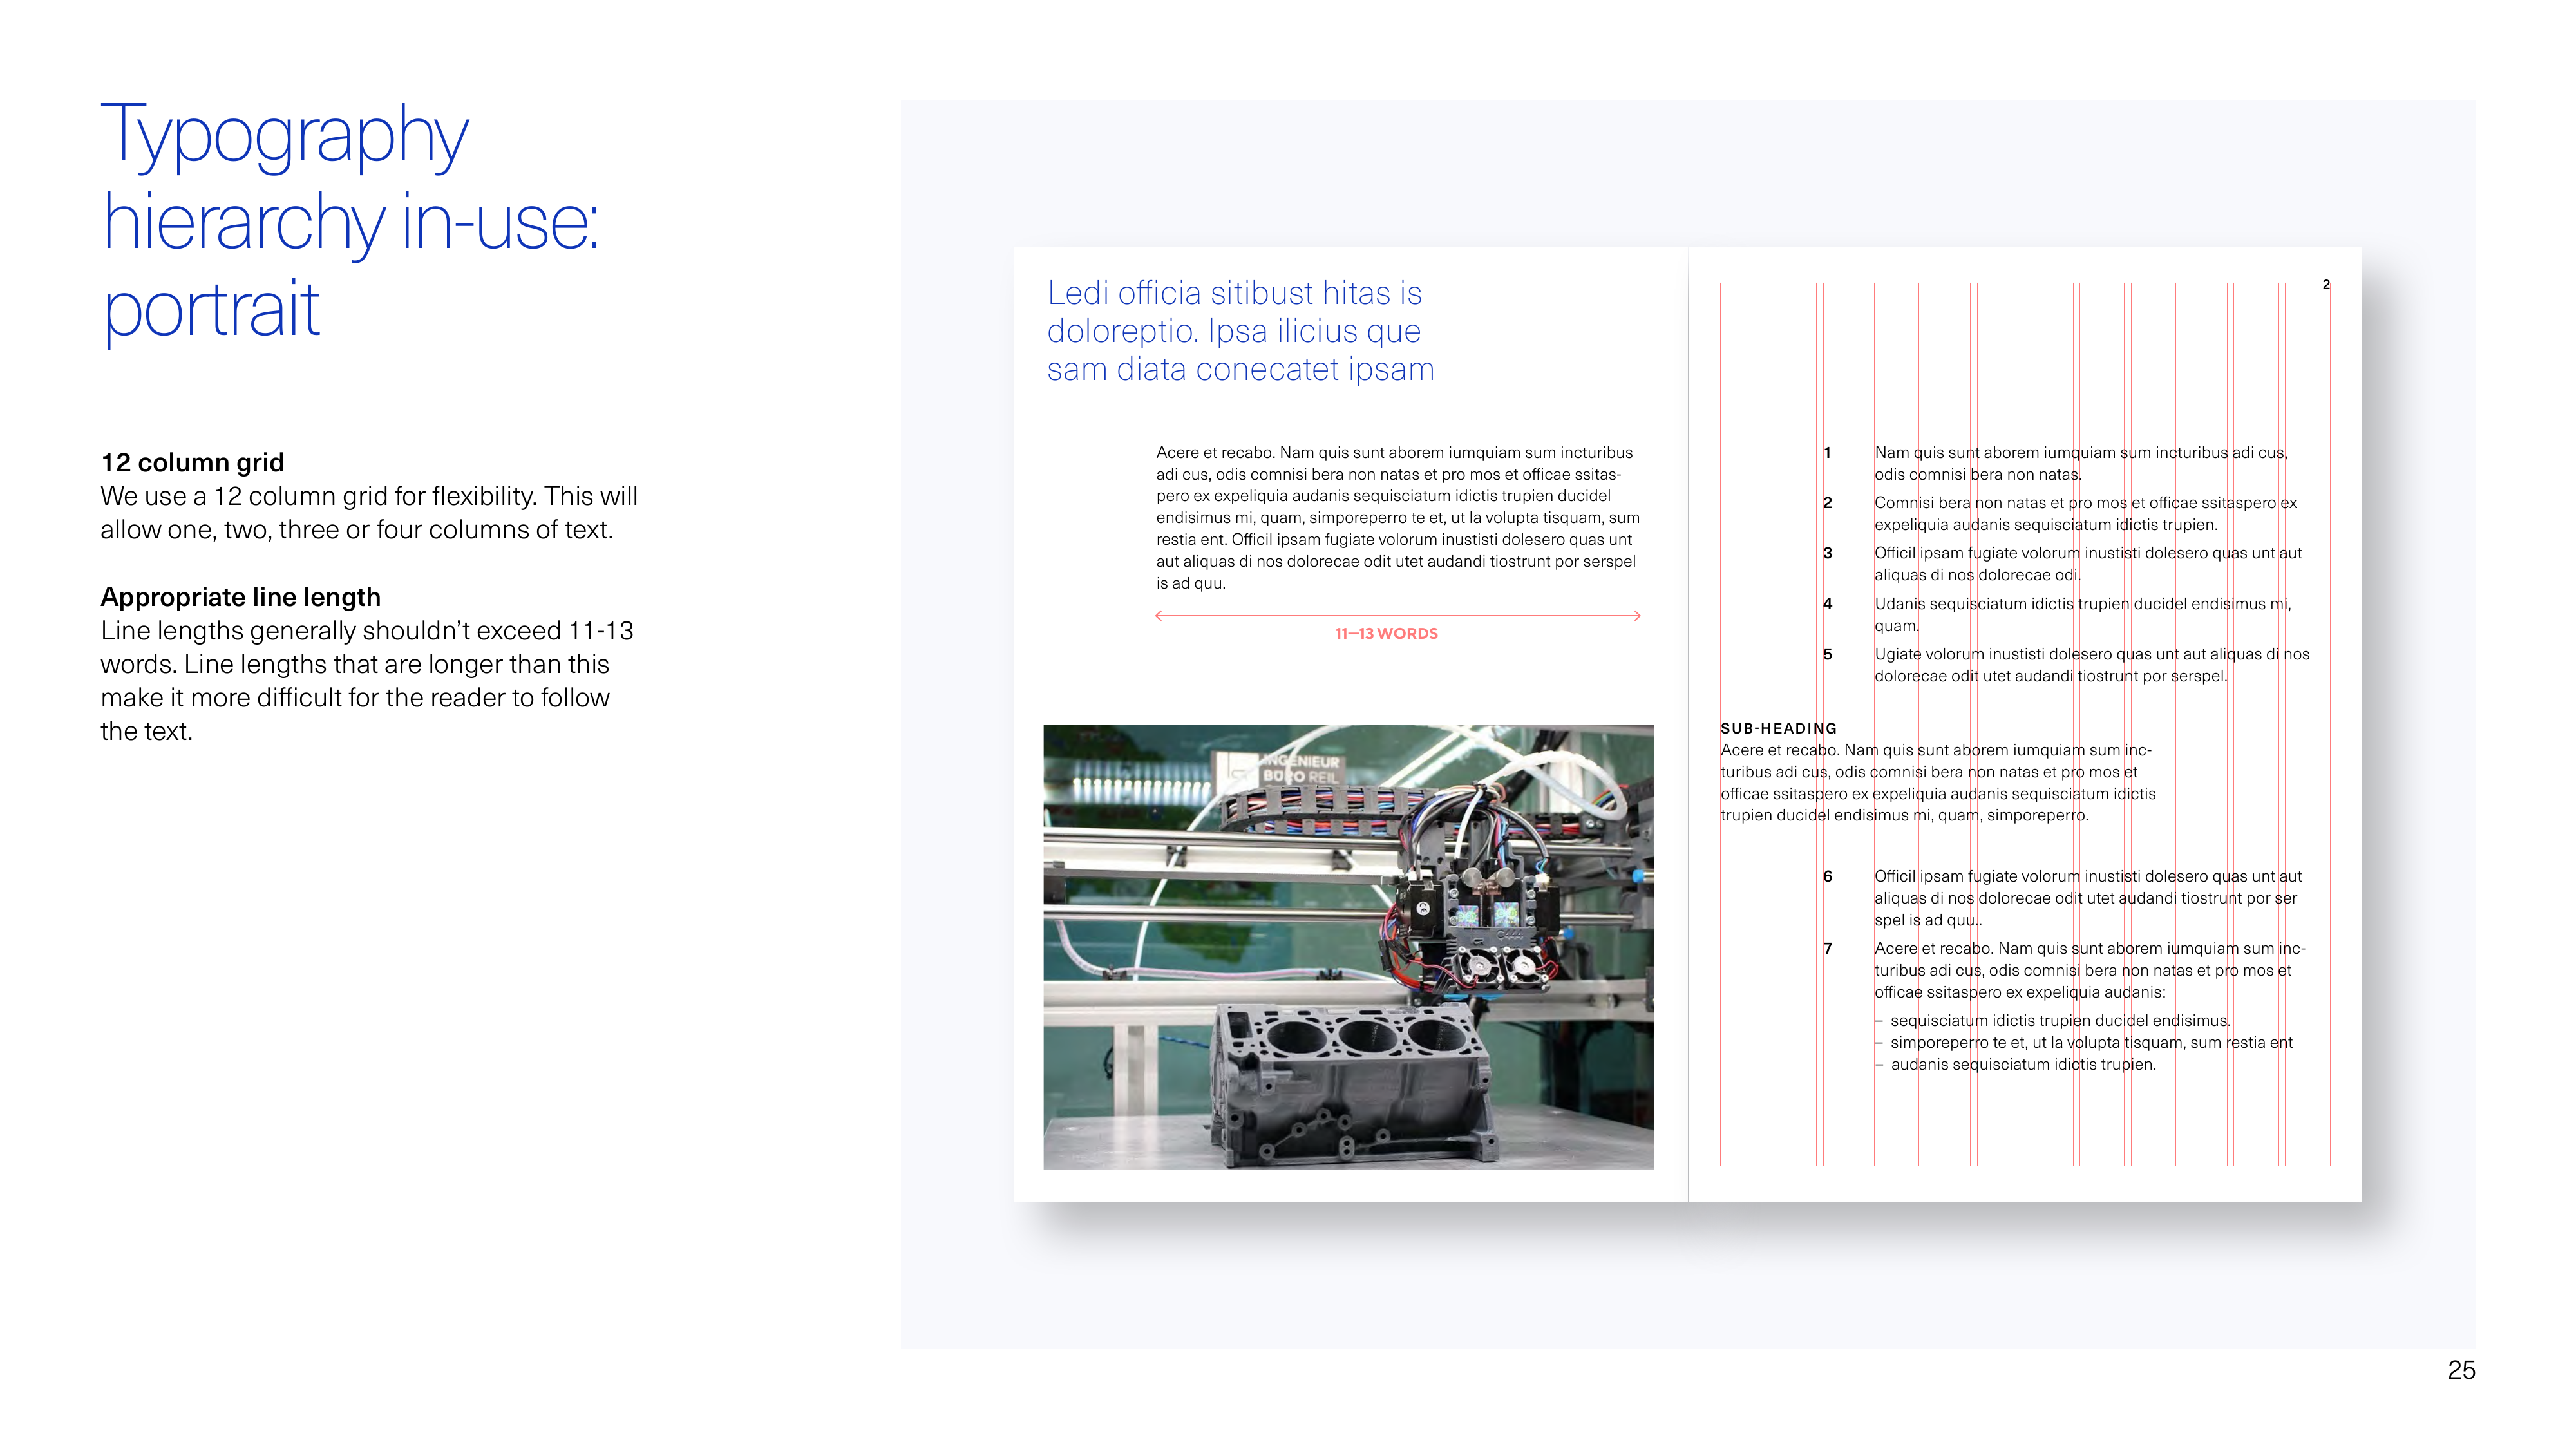 Typography
hierarchy in-use:
portrait
12 column grid
We use a 12 column grid for flexibility. This will
allow one, two, three or four columns of text.
Appropriate line length
Line lengths generally shouldn’t exceed 11-13
words. Line lengths that are longer than this
make it more difficult for the reader to follow
the text.
Ledi officia sitibust hitas is
doloreptio. Ipsa ilicius que
sam diata conecatet ipsam
Acere et recabo. Nam quis sunt aborem iumquiam sum incturibus
adi cus, odis comnisi bera non natas et pro mos et officae ssitas-
pero ex expeliquia audanis sequisciatum idictis trupien ducidel
endisimus mi, quam, simporeperro te et, ut la volupta tisquam, sum
restia ent. Officil ipsam fugiate volorum inustisti dolesero quas unt
aut aliquas di nos dolorecae odit utet audandi tiostrunt por serspel
is ad quu.
11—13 WORDS
INGENIEUR
BÜRO REIL
2
1 Nam quis sunt aborem iumquiam sum incturibus adi cus,
odis comnisi bera non natas.
2 Comnisi bera non natas et pro mos et officae ssitaspero ex
expeliquia audanis sequisciatum idictis trupien.
3 Officil ipsam fugiate volorum inustisti dolesero quas unt aut
aliquas di nos dolorecae odi.
4 Udanis sequisciatum idictis trupien ducidel endisimus mi,
quam.
5 Ugiate volorum inustisti dolesero quas unt aut aliquas di nos
dolorecae odit utet audandi tiostrunt por serspel.
SUB-HEADING
Acere et recabo. Nam quis sunt aborem iumquiam sum inc-
turibus adi cus, odis comnisi bera non natas et pro mos et
officae ssitaspero ex expeliquia audanis sequisciatum idictis
trupien ducidel endisimus mi, quam, simporeperro.
6 Officil ipsam fugiate volorum inustisti dolesero quas unt aut
aliquas di nos dolorecae odit utet audandi tiostrunt por ser
spel is ad quu..
7 Acere et recabo. Nam quis sunt aborem iumquiam sum inc-
turibus adi cus, odis comnisi bera non natas et pro mos et
officae ssitaspero ex expeliquia audanis:
– sequisciatum idictis trupien ducidel endisimus.
– simporeperro te et, ut la volupta tisquam, sum restia ent
– audanis sequisciatum idictis trupien.
25